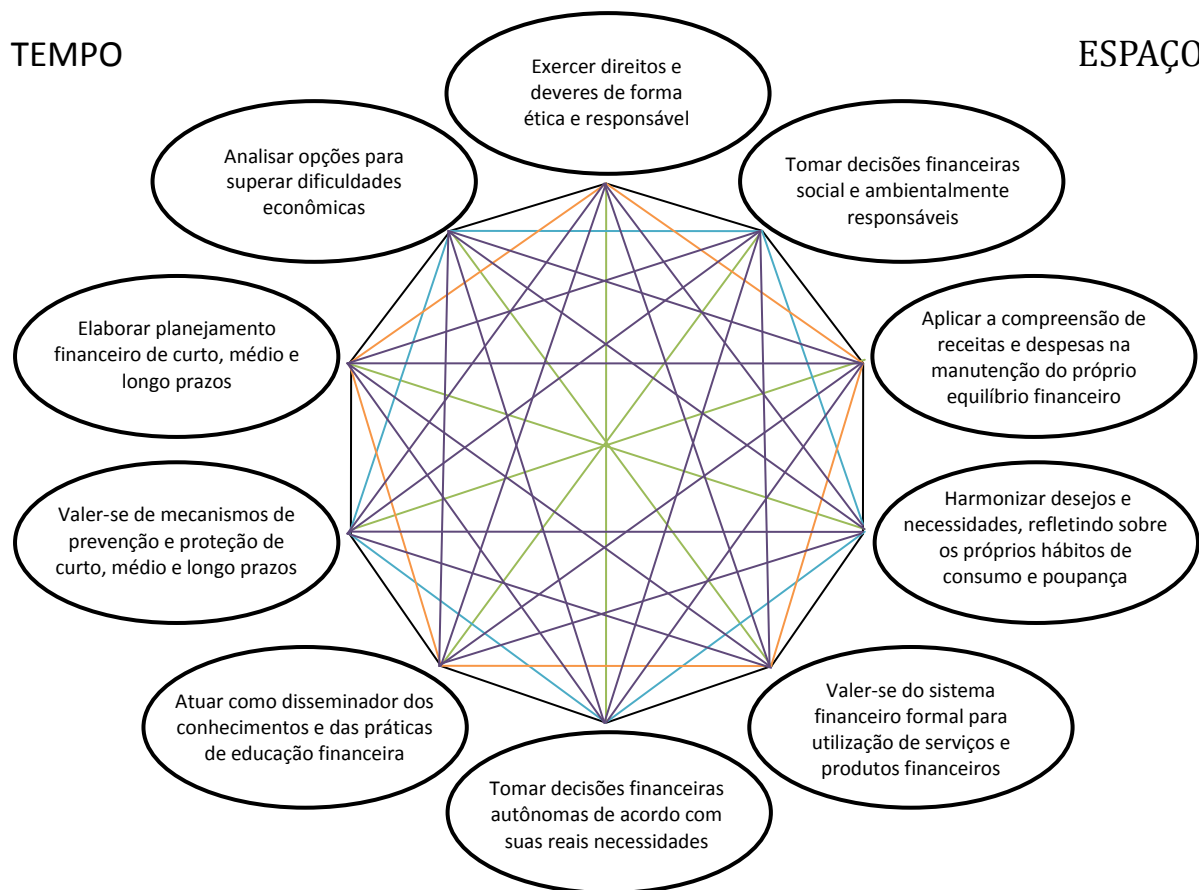 TEMPO
ESPAÇO
Exercer direitos e
deveres de forma
ética e responsável
Analisar opções para
superar dificuldades
econômicas
Tomar decisões financeiras
social e ambientalmente
responsáveis
Elaborar planejamento
financeiro de curto, médio e
longo prazos
Aplicar a compreensão de
receitas e despesas na
manutenção do próprio
equilíbrio financeiro
Valer-se de mecanismos de
prevenção e proteção de
curto, médio e longo prazos
Harmonizar desejos e
necessidades, refletindo sobre
os próprios hábitos de
consumo e poupança
Atuar como disseminador dos
conhecimentos e das práticas
de educação financeira
Valer-se do sistema
financeiro formal para
utilização de serviços e
produtos financeiros
Tomar decisões financeiras
autônomas de acordo com
suas reais necessidades